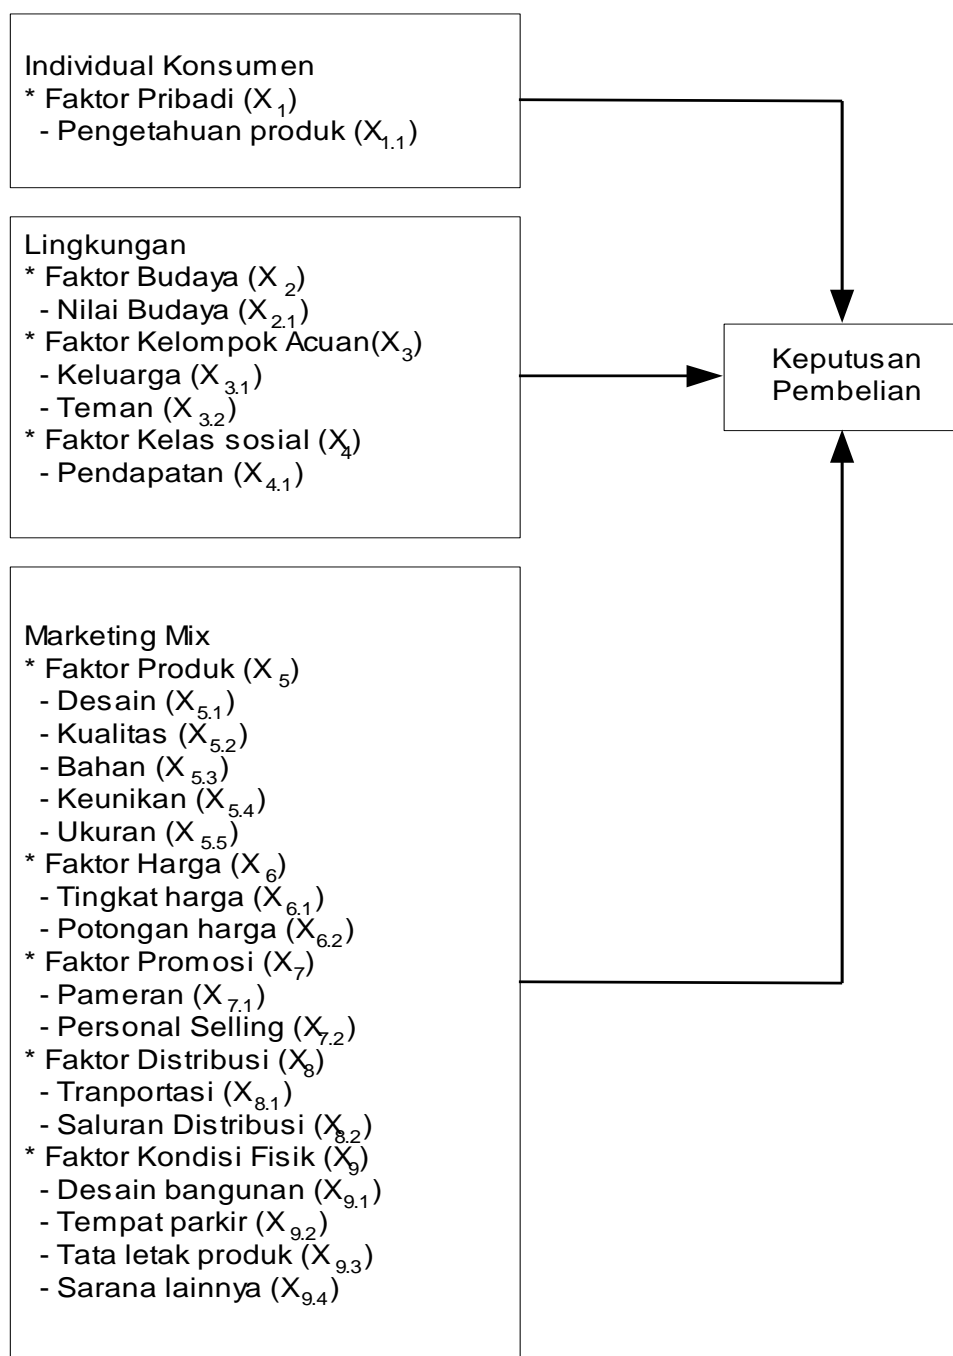 Individual Konsumen
* Faktor Pribadi (X1)
- Pengetahuan produk (X1.1)
Lingkungan
* Faktor Budaya (X2)
- Nilai Budaya (X2.1)
* Faktor Kelompok Acuan(X3)
- Keluarga (X3.1)
- Teman (X3.2)
* Faktor Kelas sosial (X4)
- Pendapatan (X4.1)
Keputusan
Pembelian
Marketing Mix
* Faktor Produk (X5)
- Desain (X5.1)
- Kualitas (X5.2)
- Bahan (X5.3)
- Keunikan (X5.4)
- Ukuran (X5.5)
* Faktor Harga (X6)
- Tingkat harga (X6.1)
- Potongan harga (X6.2)
* Faktor Promosi (X7)
- Pameran (X7.1)
- Personal Selling (X7.2)
* Faktor Distribusi (X8)
- Tranportasi (X8.1)
- Saluran Distribusi (X8.2)
* Faktor Kondisi Fisik (X9)
- Desain bangunan (X9.1)
- Tempat parkir (X9.2)
- Tata letak produk (X9.3)
- Sarana lainnya (X9.4)